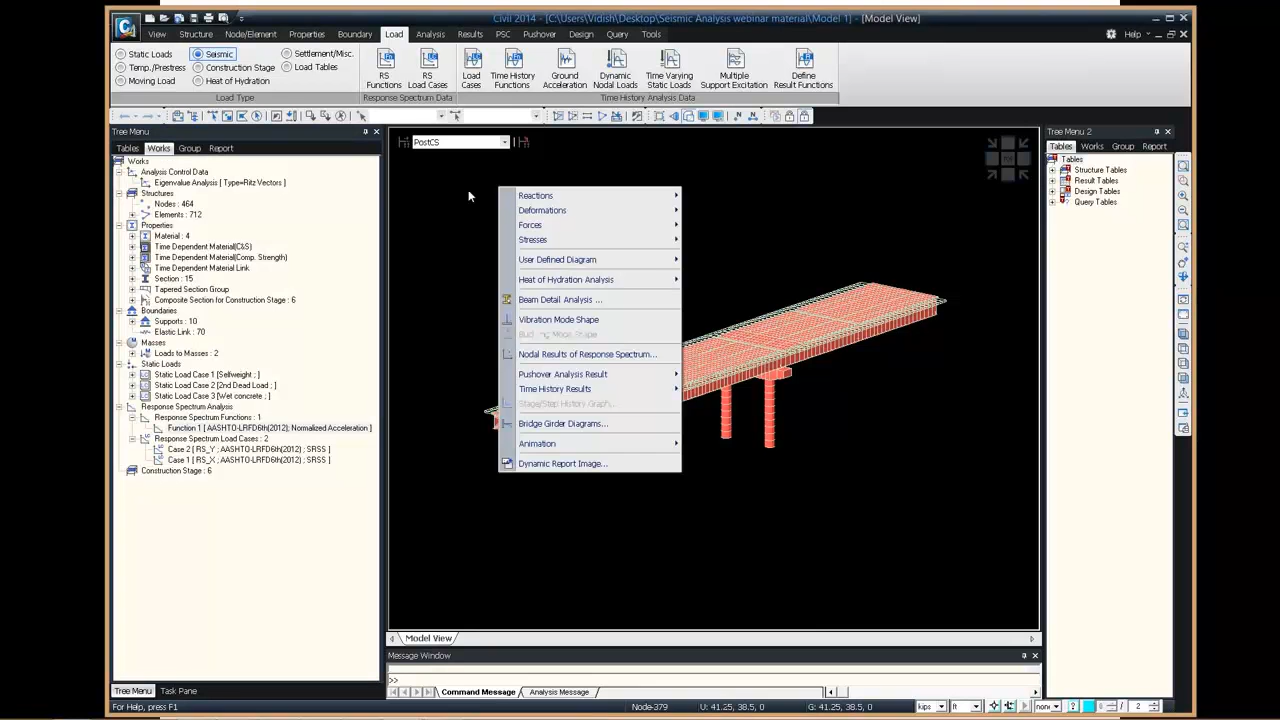 Civil 2014 - [C:\Users\Vidish\Desktop\Seismic Analysis webinar material\Model 1] - [Model View]
View Structure Node/Element Properties Boundary Load Analysis Results PSC Pushover Design Query Tools Help
Static Loads Seismic Settlement/Misc.
Temp./Prestress Construction Stage Load Tables
Moving Load Heat of Hydration
Load Type
RS Functions
RS Load Cases
Response Spectrum Data
Load Cases
Time History Functions
Ground Acceleration
Dynamic Nodal Loads
Time Varying Static Loads
Multiple Support Excitation
Define Result Functions
Time History Analysis Data
Tree Menu
Tables Works Group Report
Works
Analysis Control Data
Eigenvalue Analysis [ Type=Ritz Vectors ]
Structures
Nodes : 464
Elements : 712
Properties
Material : 4
Time Dependent Material(C&S)
Time Dependent Material(Comp. Strength)
Time Dependent Material Link
Section : 15
Tapered Section Group
Composite Section for Construction Stage : 6
Boundaries
Supports : 10
Elastic Link : 70
Masses
Loads to Masses : 2
Static Loads
Static Load Case 1 [Selfweight ; ]
Static Load Case 2 [2nd Dead Load ; ]
Static Load Case 3 [Wet concrete ; ]
Response Spectrum Analysis
Response Spectrum Functions : 1
Function 1 [ AASHTO-LRFD6th(2012); Normalized Acceleration ]
Response Spectrum Load Cases : 2
Case 2 [RS_Y ; AASHTO-LRFD6th(2012) ; SRSS ]
Case 1 [RS_X ; AASHTO-LRFD6th(2012) ; SRSS ]
Construction Stage : 6
Tree Menu Task Pane
PostCS
Reactions
Deformations
Forces
Stresses
User Defined Diagram
Heat of Hydration Analysis
Beam Detail Analysis ...
Vibration Mode Shape
Buckling Mode Shape
Nodal Results of Response Spectrum...
Pushover Analysis Result
Time History Results
Stage/Step History Graph...
Bridge Girder Diagrams...
Animation
Dynamic Report Image...
Model View
Message Window
>>
Command Message Analysis Message
Tree Menu 2
Tables Works Group Report
Tables
Structure Tables
Result Tables
Design Tables
Query Tables
For Help, press F1
Node-379 U: 41.25, 38.5, 0 G: 41.25, 38.5, 0 kips ft none ? / 2